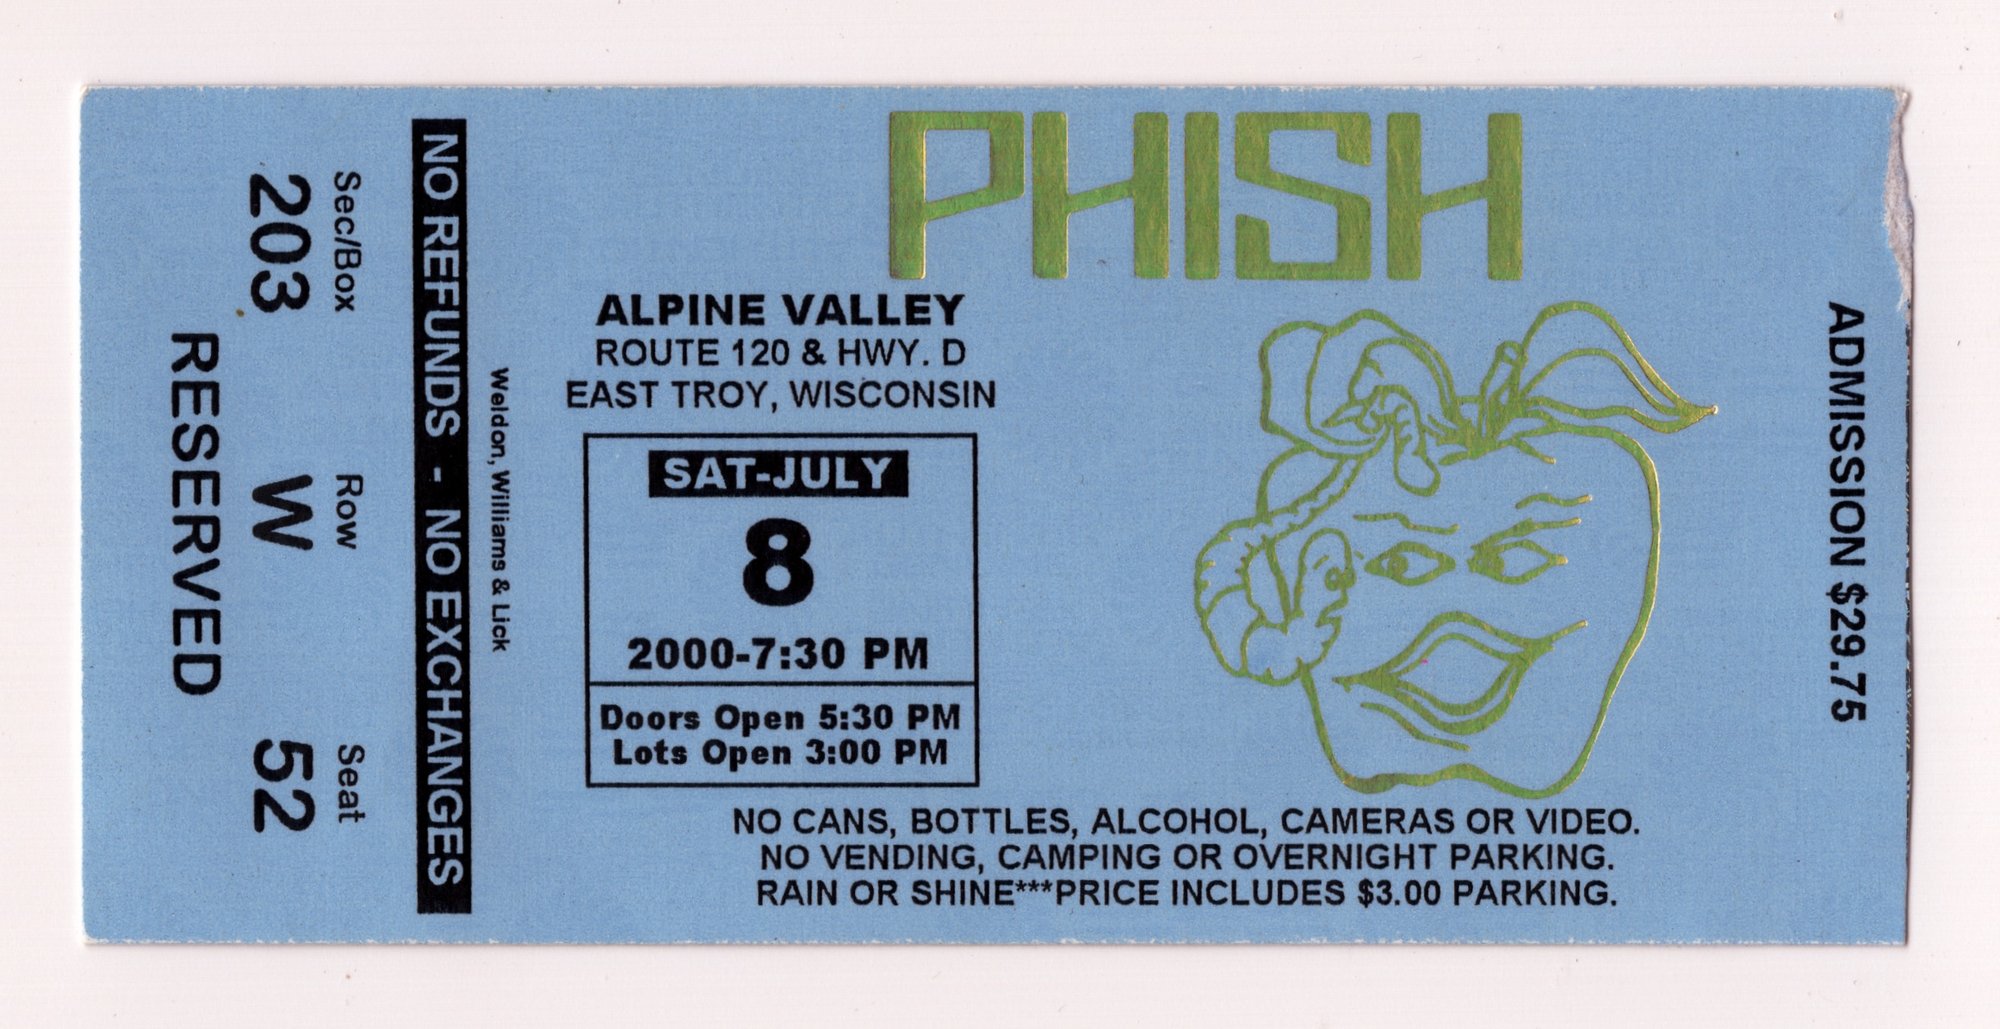 PHISH
ALPINE VALLEY
ROUTE 120 & HWY. D
EAST TROY, WISCONSIN
SAT-JULY
8
2000-7:30 PM
Doors Open 5:30 PM
Lots Open 3:00 PM
NO CANS, BOTTLES, ALCOHOL, CAMERAS OR VIDEO.
NO VENDING, CAMPING OR OVERNIGHT PARKING.
RAIN OR SHINE***PRICE INCLUDES $3.00 PARKING.
ADMISSION $29.75
Weldon, Williams & Lick
NO REFUNDS - NO EXCHANGES
Sec/Box Row Seat
203 W 52
RESERVED